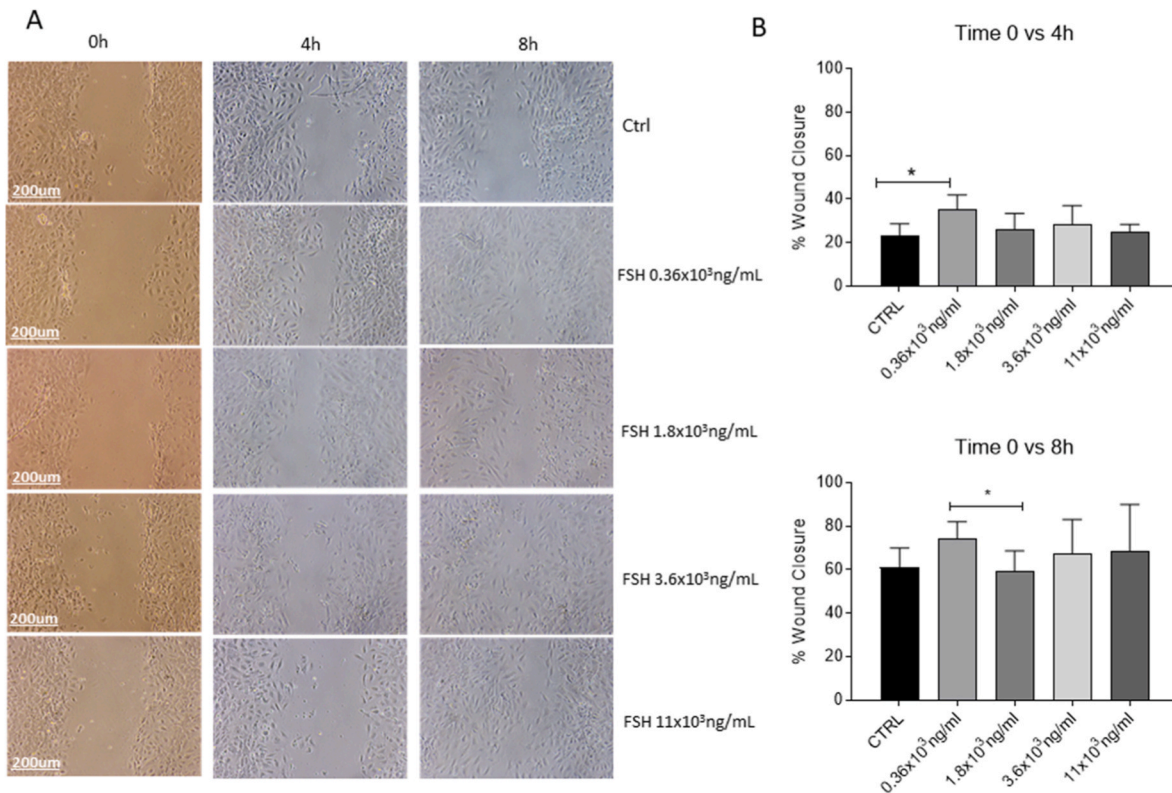 A
0h 4h 8h
Ctrl
200um
FSH 0.36x10³ng/mL
200um
FSH 1.8x10³ng/mL
200um
FSH 3.6x10³ng/mL
200um
FSH 11x10³ng/mL
200um
B
Time 0 vs 4h
% Wound Closure
100
80
60
40
20
0
*
CTRL
0.36x10³ng/ml
1.8x10³ng/ml
3.6x10³ng/ml
11x10³ng/ml
Time 0 vs 8h
% Wound Closure
100
80
60
40
20
0
*
CTRL
0.36x10³ng/ml
1.8x10³ng/ml
3.6x10³ng/ml
11x10³ng/ml